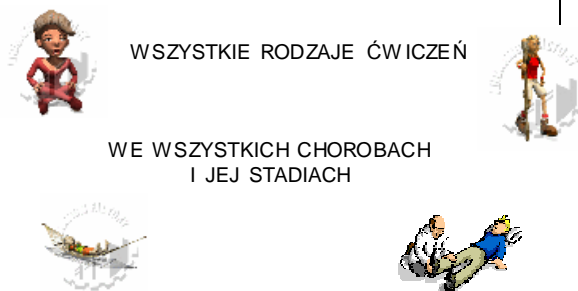 WSZYSTKIE RODZAJE ĆWICZEŃ
WE WSZYSTKICH CHOROBACH
I JEJ STADIACH